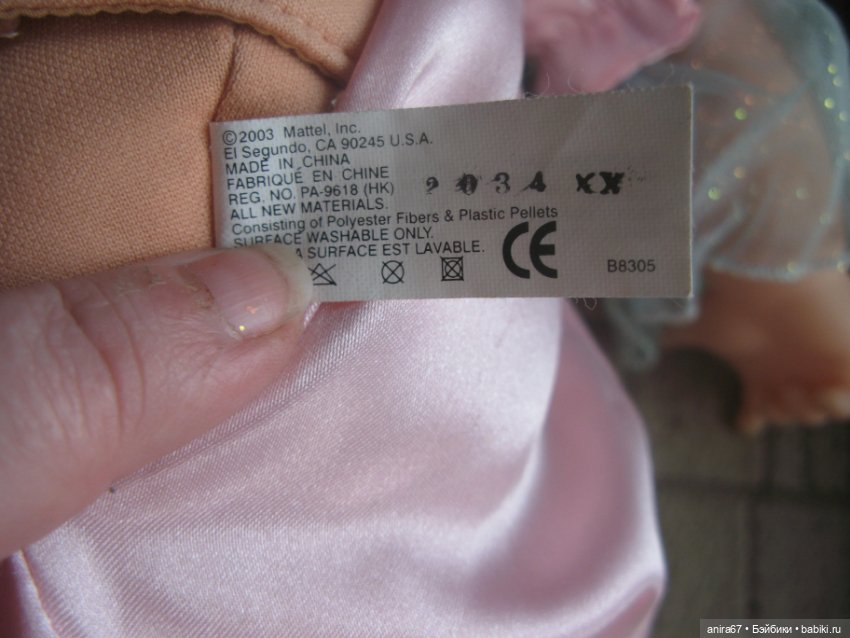 ©2003 Mattel, Inc.
El Segundo, CA 90245 U.S.A.
MADE IN CHINA
FABRIQUÉ EN CHINE
REG. NO. PA-9618 (HK)
ALL NEW MATERIALS.
Consisting of Polyester Fibers & Plastic Pellets
SURFACE WASHABLE ONLY.
A SURFACE EST LAVABLE.
2034 XX
CE
B8305
anira67 • Бэйбики • babiki.ru